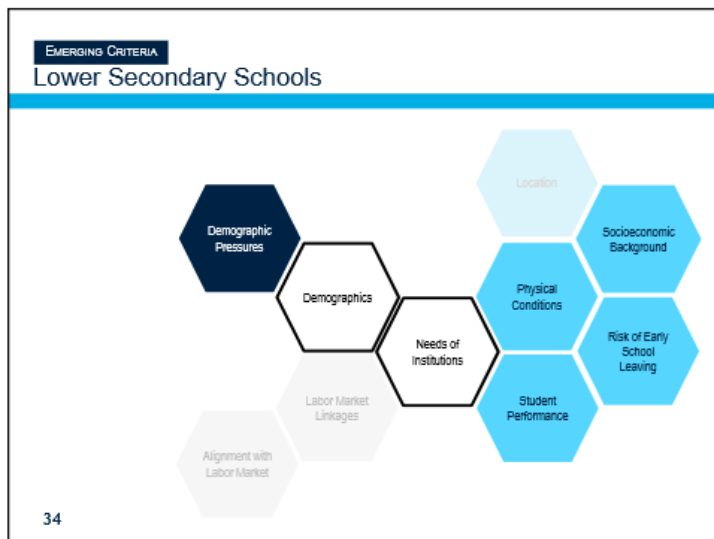 EMERGING CRITERIA
Lower Secondary Schools
Location
Demographic
Pressures
Socioeconomic
Background
Demographics
Physical
Conditions
Needs of
Institutions
Risk of Early
School
Leaving
Labor Market
Linkages
Student
Performance
Alignment with
Labor Market
34